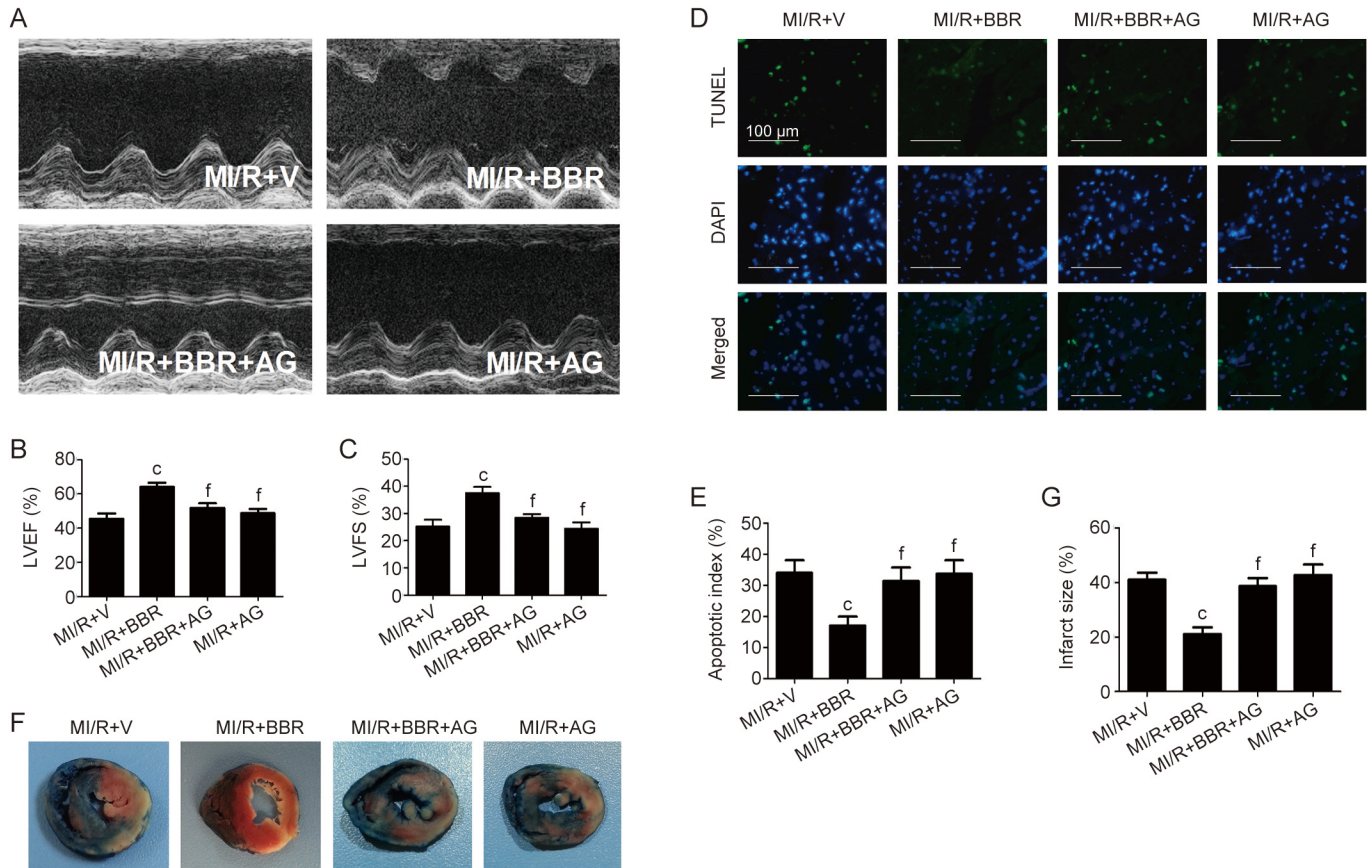 A
MI/R+V
MI/R+BBR
MI/R+BBR+AG
MI/R+AG
B
LVEF (%)
80
60
40
20
0
c
f
f
MI/R+V
MI/R+BBR
MI/R+BBR+AG
MI/R+AG
C
LVFS (%)
50
40
30
20
10
0
c
f
f
MI/R+V
MI/R+BBR
MI/R+BBR+AG
MI/R+AG
D
MI/R+V
MI/R+BBR
MI/R+BBR+AG
MI/R+AG
TUNEL
100 μm
DAPI
Merged
E
Apoptotic index (%)
50
40
30
20
10
0
c
f
f
MI/R+V
MI/R+BBR
MI/R+BBR+AG
MI/R+AG
G
Infarct size (%)
60
40
20
0
c
f
f
MI/R+V
MI/R+BBR
MI/R+BBR+AG
MI/R+AG
F
MI/R+V
MI/R+BBR
MI/R+BBR+AG
MI/R+AG